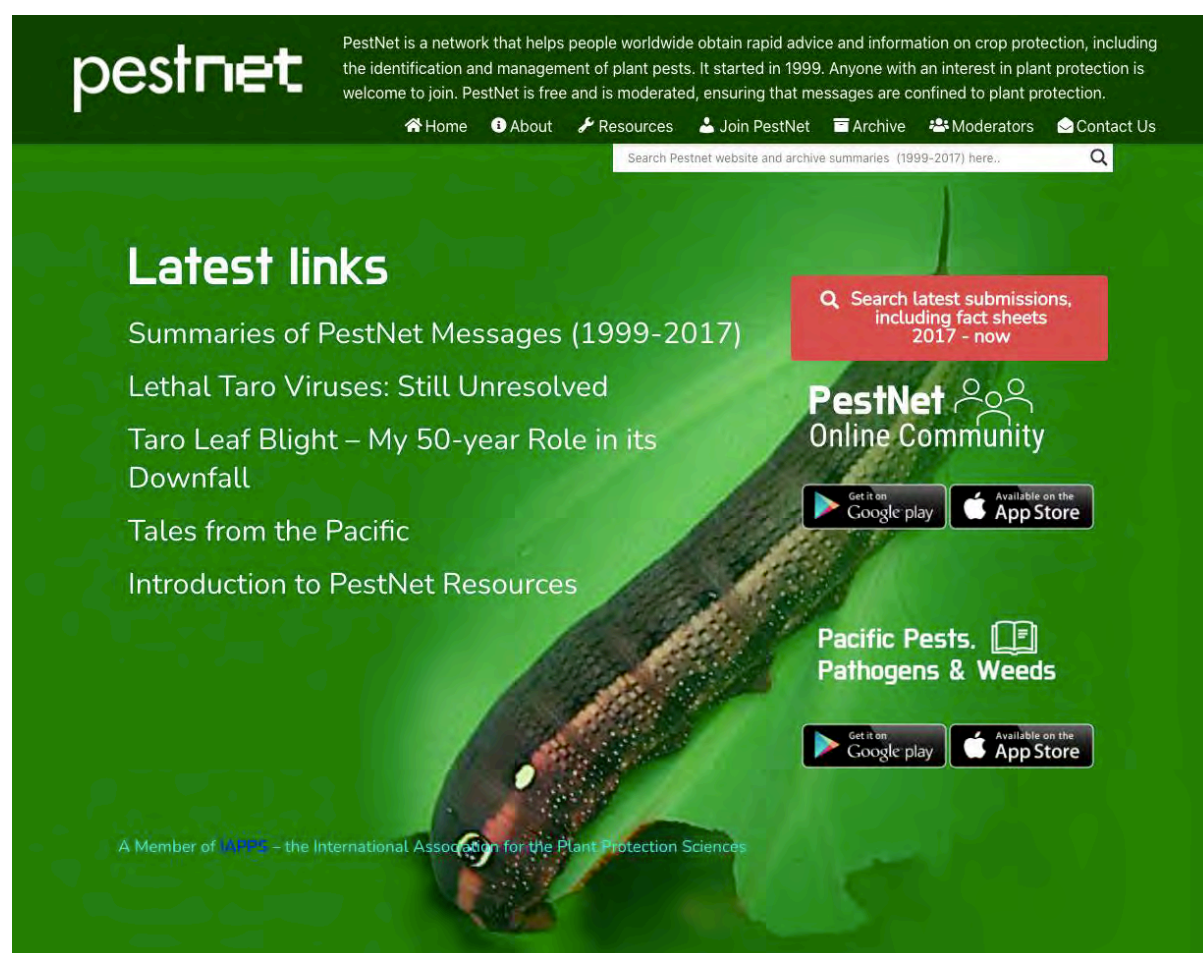 pestnet
PestNet is a network that helps people worldwide obtain rapid advice and information on crop protection, including
the identification and management of plant pests. It started in 1999. Anyone with an interest in plant protection is
welcome to join. PestNet is free and is moderated, ensuring that messages are confined to plant protection.
Home About Resources Join PestNet Archive Moderators Contact Us
Search Pestnet website and archive summaries (1999-2017) here..
Latest links
Summaries of PestNet Messages (1999-2017)
Lethal Taro Viruses: Still Unresolved
Taro Leaf Blight – My 50-year Role in its
Downfall
Tales from the Pacific
Introduction to PestNet Resources
Search latest submissions,
including fact sheets
2017 - now
PestNet
Online Community
Get it on
Google play
Available on the
App Store
Pacific Pests.
Pathogens & Weeds
Get it on
Google play
Available on the
App Store
A Member of IAPPS – the International Association for the Plant Protection Sciences